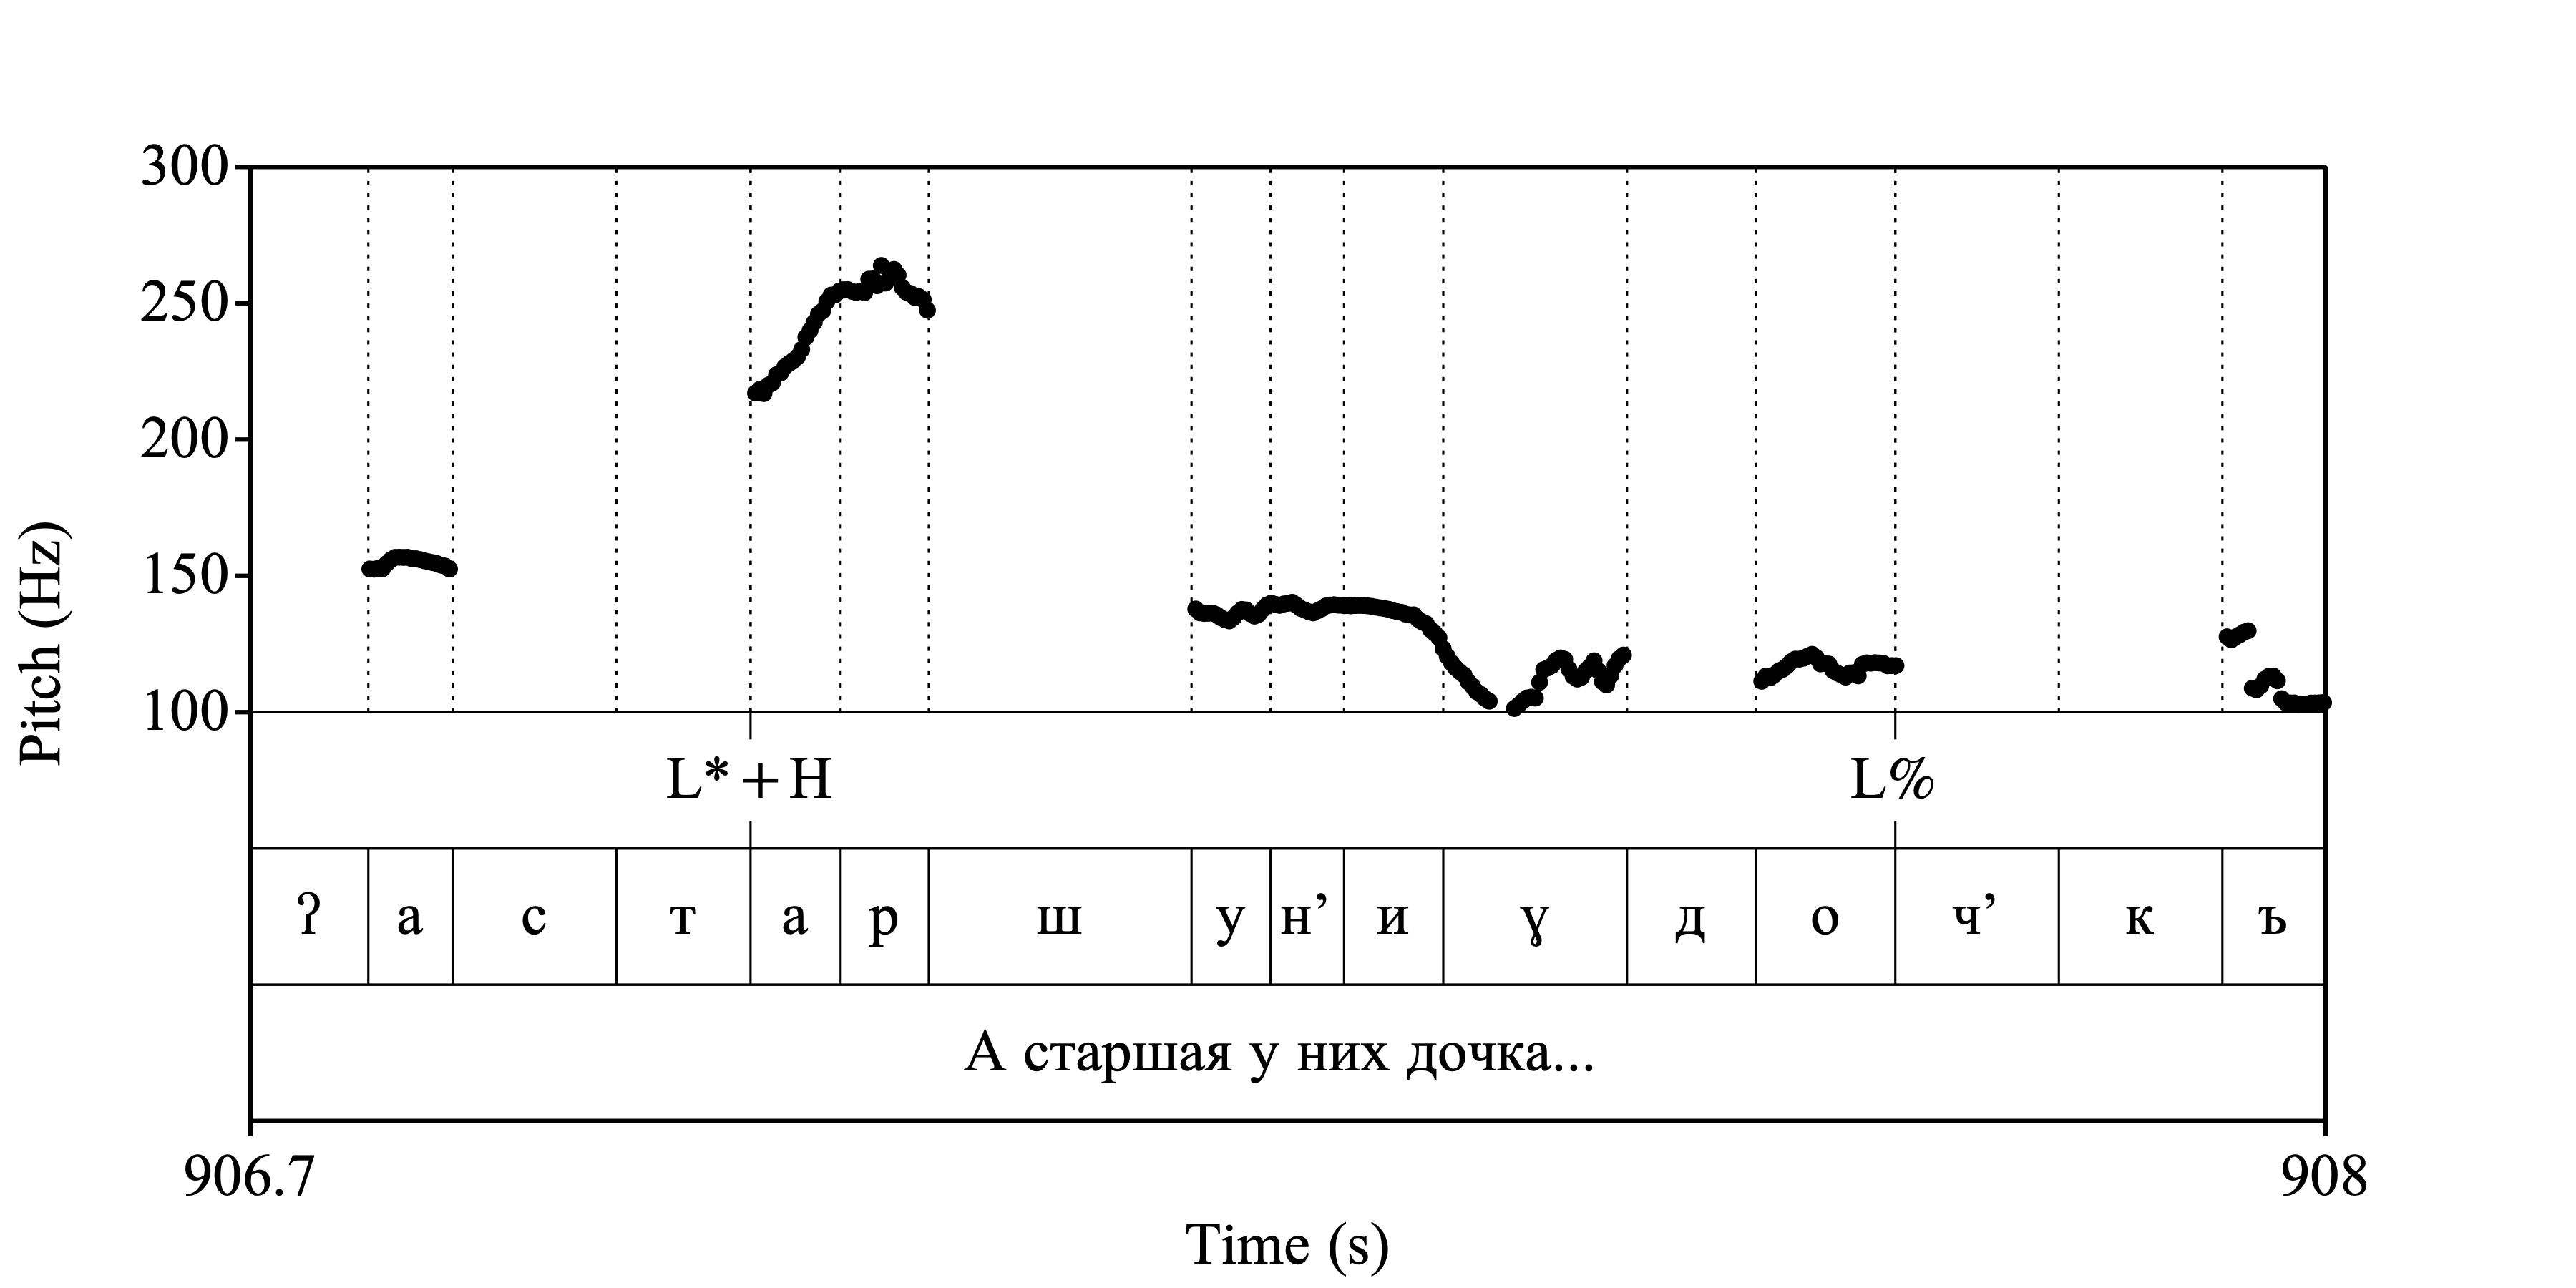 300
250
200
150
100
Pitch (Hz)
L*+H L%
ʔ а с т а р ш у н’ и ɣ д о ч’ к ъ
А старшая у них дочка...
906.7 908
Time (s)